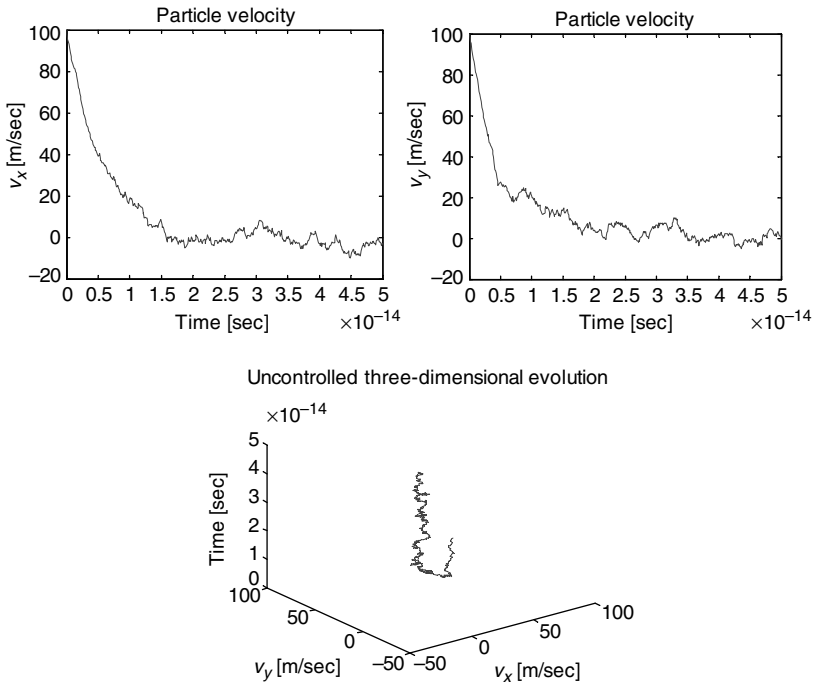 Particle velocity
100
80
60
40
20
0
−20
vₓ [m/sec]
0 0.5 1 1.5 2 2.5 3 3.5 4 4.5 5
Time [sec]
×10⁻¹⁴
Particle velocity
100
80
60
40
20
0
−20
v_y [m/sec]
0 0.5 1 1.5 2 2.5 3 3.5 4 4.5 5
Time [sec]
×10⁻¹⁴
Uncontrolled three-dimensional evolution
×10⁻¹⁴
5
4
3
2
1
0
Time [sec]
100
50
0
−50
v_y [m/sec]
−50
0
50
100
vₓ [m/sec]